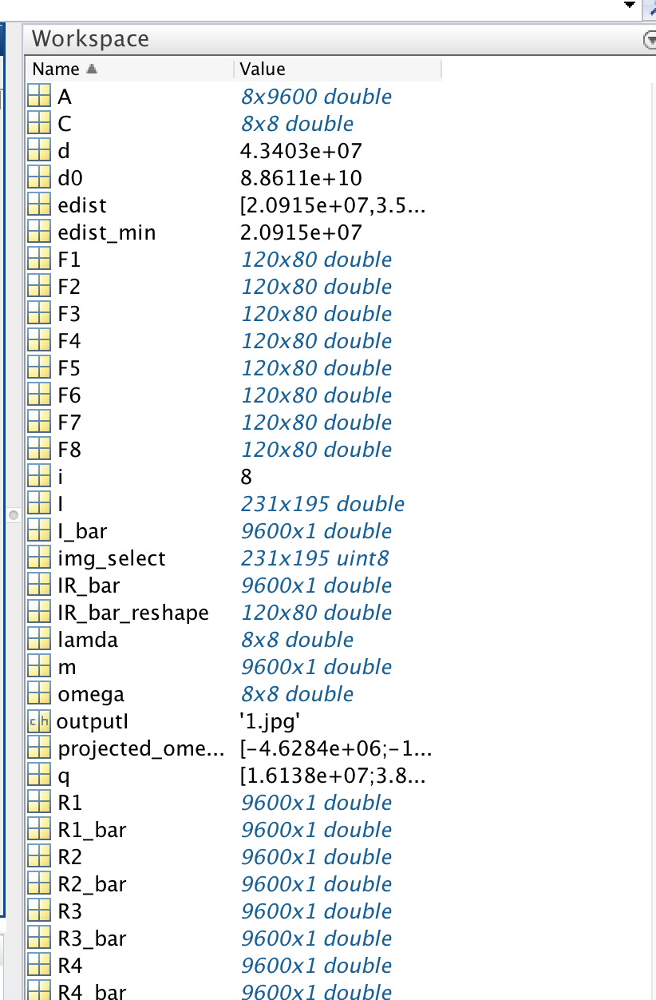 Workspace
Name Value
A 8x9600 double
C 8x8 double
d 4.3403e+07
d0 8.8611e+10
edist [2.0915e+07,3.5...
edist_min 2.0915e+07
F1 120x80 double
F2 120x80 double
F3 120x80 double
F4 120x80 double
F5 120x80 double
F6 120x80 double
F7 120x80 double
F8 120x80 double
i 8
I 231x195 double
I_bar 9600x1 double
img_select 231x195 uint8
IR_bar 9600x1 double
IR_bar_reshape 120x80 double
lamda 8x8 double
m 9600x1 double
omega 8x8 double
ch outputI '1.jpg'
projected_ome... [-4.6284e+06;-1...
q [1.6138e+07;3.8...
R1 9600x1 double
R1_bar 9600x1 double
R2 9600x1 double
R2_bar 9600x1 double
R3 9600x1 double
R3_bar 9600x1 double
R4 9600x1 double
R4_bar 9600x1 double